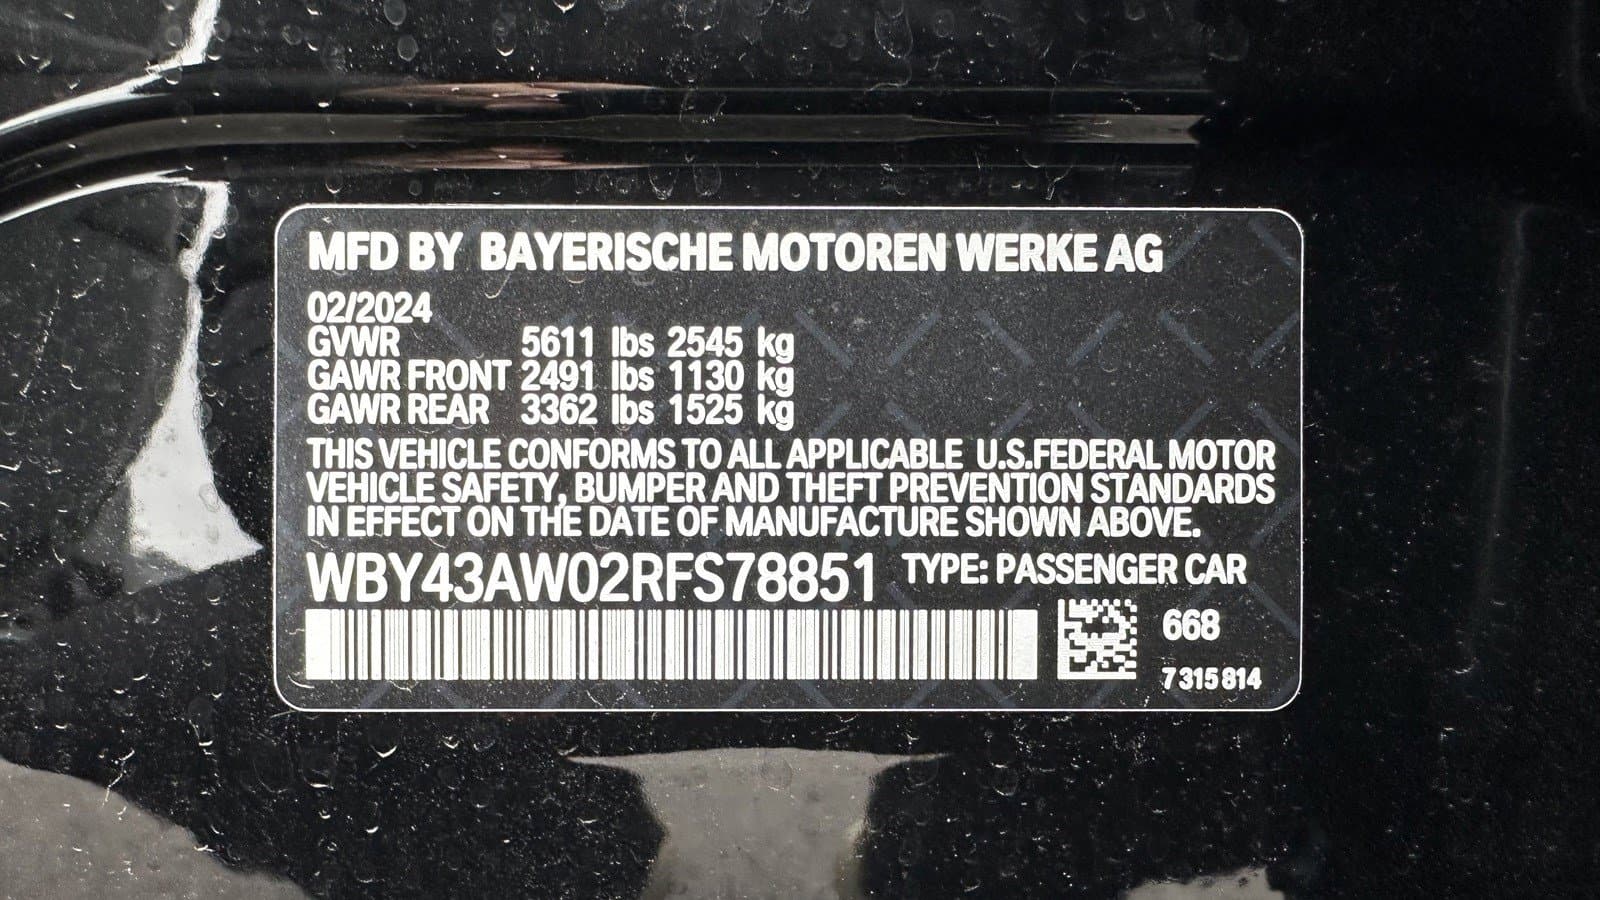 MFD BY BAYERISCHE MOTOREN WERKE AG
02/2024
GVWR 5611 lbs 2545 kg
GAWR FRONT 2491 lbs 1130 kg
GAWR REAR 3362 lbs 1525 kg
THIS VEHICLE CONFORMS TO ALL APPLICABLE U.S.FEDERAL MOTOR
VEHICLE SAFETY, BUMPER AND THEFT PREVENTION STANDARDS
IN EFFECT ON THE DATE OF MANUFACTURE SHOWN ABOVE.
WBY43AW02RFS78851 TYPE: PASSENGER CAR
668
7 315 814